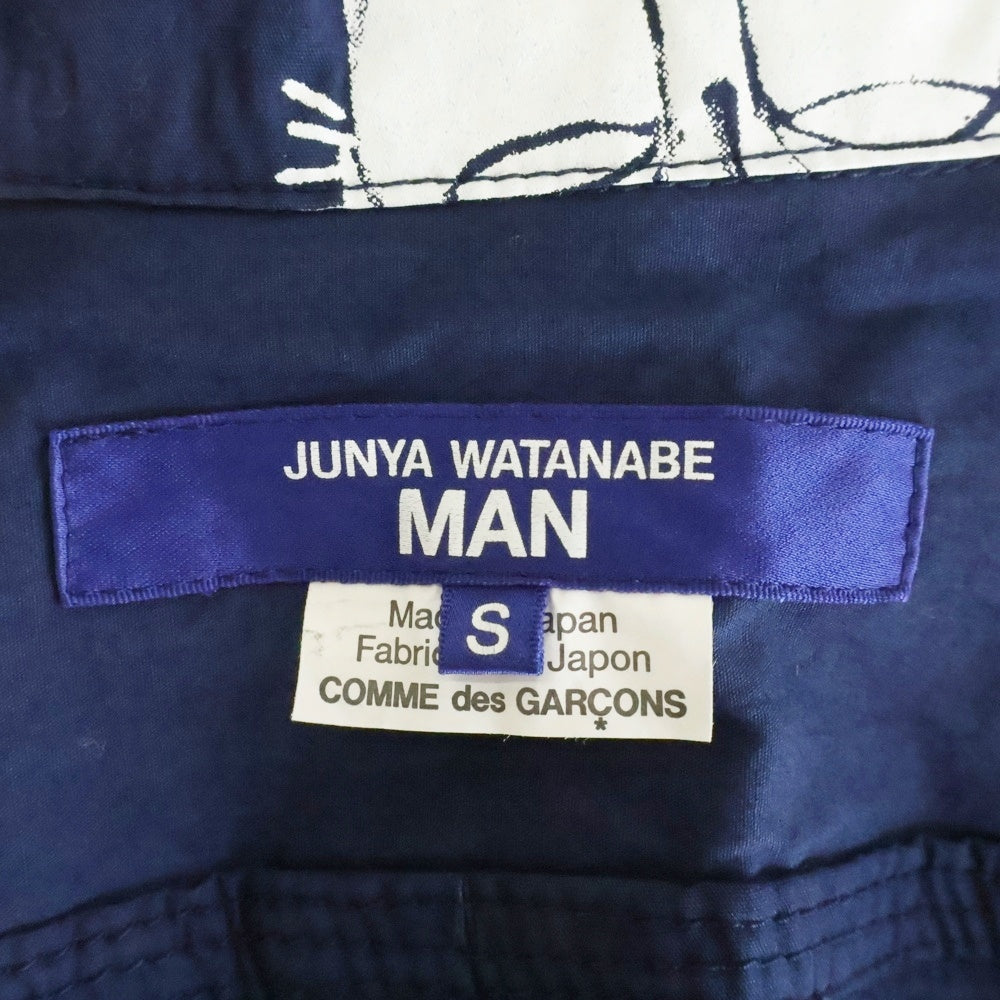 JUNYA WATANABE
MAN
S
Japon
COMME des GARÇONS